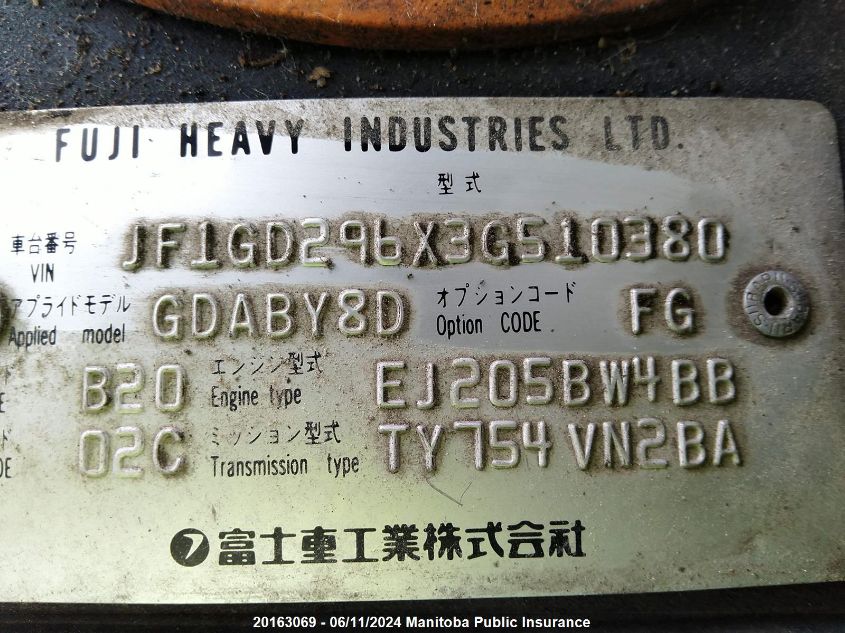 FUJI HEAVY INDUSTRIES LTD.
型式
車台番号 JF1GD296X3G510380
VIN
アプライドモデル GDABY8D オプションコード FG
Applied model Option CODE
B20 エンジン型式 EJ205BW4BB
Engine type
02C ミッション型式 TY754VN2BA
DE Transmission type
富士重工業株式会社
20163069 - 06/11/2024 Manitoba Public Insurance